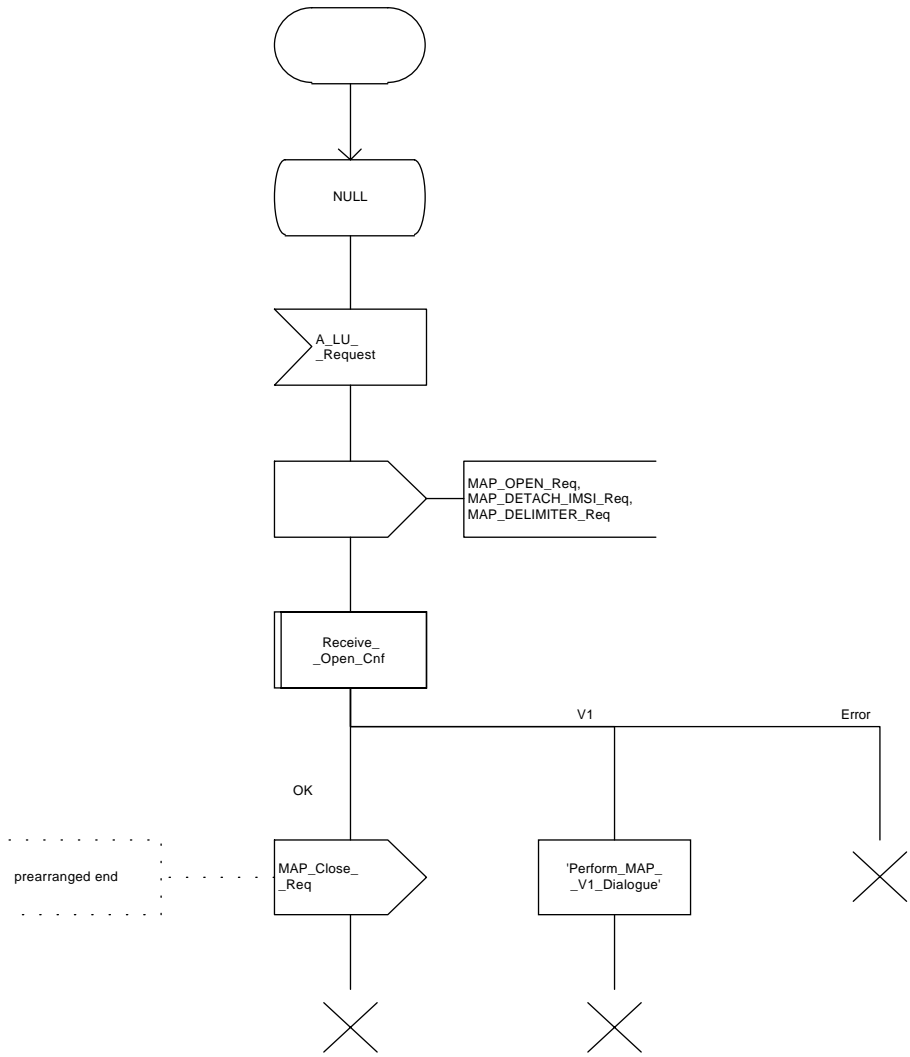 NULL
A_LU_
_Request
MAP_OPEN_Req,
MAP_DETACH_IMSI_Req,
MAP_DELIMITER_Req
Receive_
_Open_Cnf
V1
Error
OK
prearranged end
MAP_Close_
_Req
'Perform_MAP_
_V1_Dialogue'